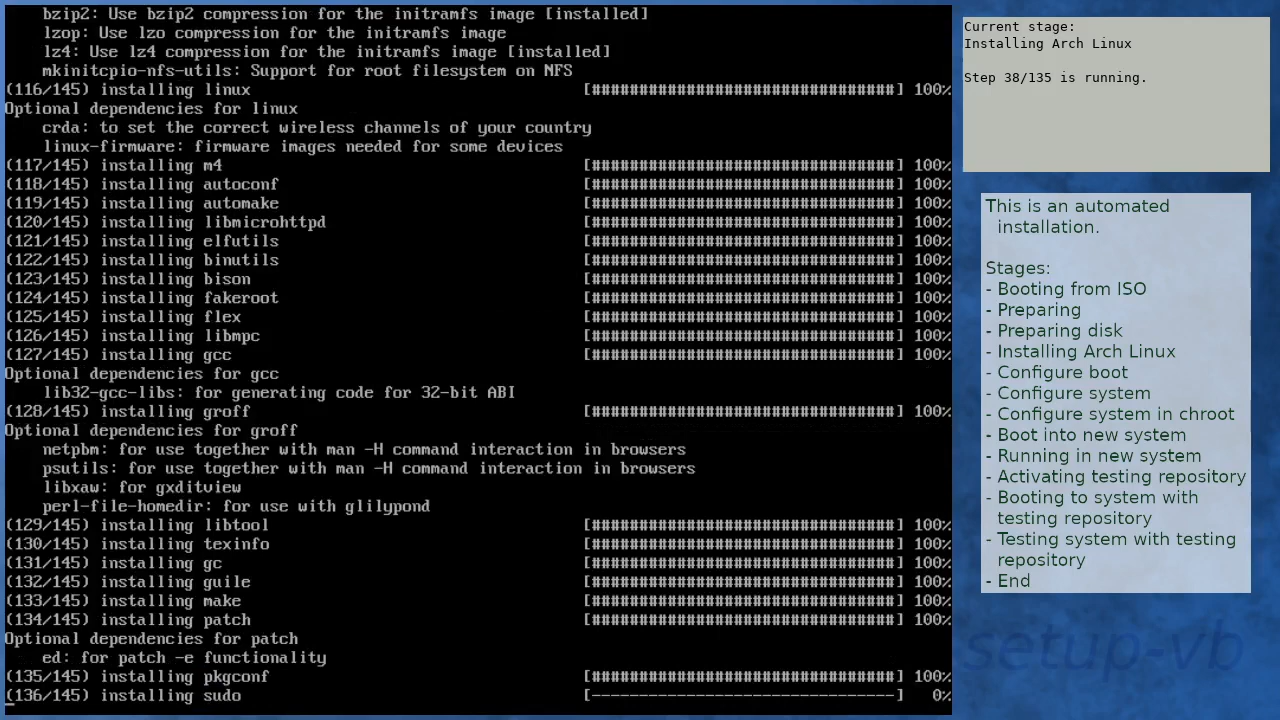 bzip2: Use bzip2 compression for the initramfs image [installed]
    lzop: Use lzo compression for the initramfs image
    lz4: Use lz4 compression for the initramfs image [installed]
    mkinitcpio-nfs-utils: Support for root filesystem on NFS
(116/145) installing linux [################################] 100%
Optional dependencies for linux
    crda: to set the correct wireless channels of your country
    linux-firmware: firmware images needed for some devices
(117/145) installing m4 [################################] 100%
(118/145) installing autoconf [################################] 100%
(119/145) installing automake [################################] 100%
(120/145) installing libmicrohttpd [################################] 100%
(121/145) installing elfutils [################################] 100%
(122/145) installing binutils [################################] 100%
(123/145) installing bison [################################] 100%
(124/145) installing fakeroot [################################] 100%
(125/145) installing flex [################################] 100%
(126/145) installing libmpc [################################] 100%
(127/145) installing gcc [################################] 100%
Optional dependencies for gcc
    lib32-gcc-libs: for generating code for 32-bit ABI
(128/145) installing groff [################################] 100%
Optional dependencies for groff
    netpbm: for use together with man -H command interaction in browsers
    psutils: for use together with man -H command interaction in browsers
    libxaw: for gxditview
    perl-file-homedir: for use with glilypond
(129/145) installing libtool [################################] 100%
(130/145) installing texinfo [################################] 100%
(131/145) installing gc [################################] 100%
(132/145) installing guile [################################] 100%
(133/145) installing make [################################] 100%
(134/145) installing patch [################################] 100%
Optional dependencies for patch
    ed: for patch -e functionality
(135/145) installing pkgconf [################################] 100%
(136/145) installing sudo [--------------------------------] 0%
Current stage:
Installing Arch Linux
Step 38/135 is running.
This is an automated
installation.
Stages:
- Booting from ISO
- Preparing
- Preparing disk
- Installing Arch Linux
- Configure boot
- Configure system
- Configure system in chroot
- Boot into new system
- Running in new system
- Activating testing repository
- Booting to system with
testing repository
- Testing system with testing
repository
- End
setup-vb